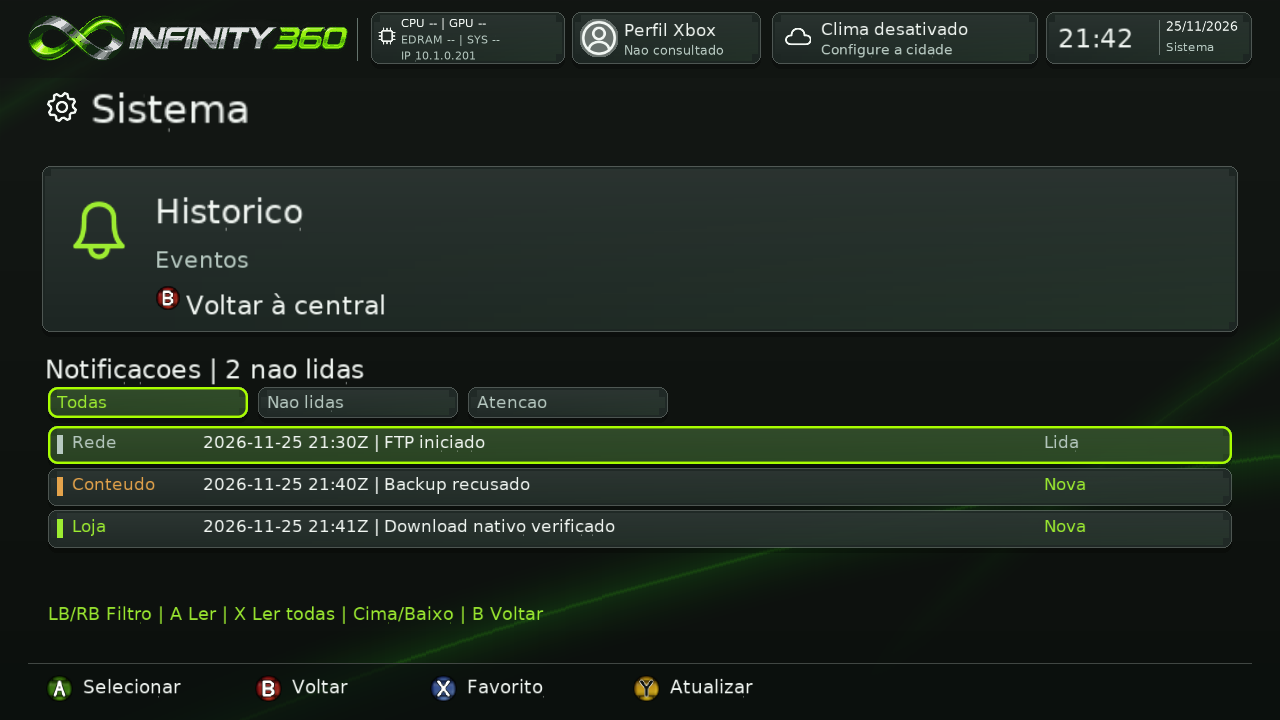 INFINITY 360
CPU -- | GPU --
EDRAM -- | SYS --
IP 10.1.0.201
Perfil Xbox
Nao consultado
Clima desativado
Configure a cidade
21:42
25/11/2026
Sistema
Sistema
Historico
Eventos
B Voltar à central
Notificacoes | 2 nao lidas
Todas Nao lidas Atencao
Rede 2026-11-25 21:30Z | FTP iniciado Lida
Conteudo 2026-11-25 21:40Z | Backup recusado Nova
Loja 2026-11-25 21:41Z | Download nativo verificado Nova
LB/RB Filtro | A Ler | X Ler todas | Cima/Baixo | B Voltar
A Selecionar B Voltar X Favorito Y Atualizar